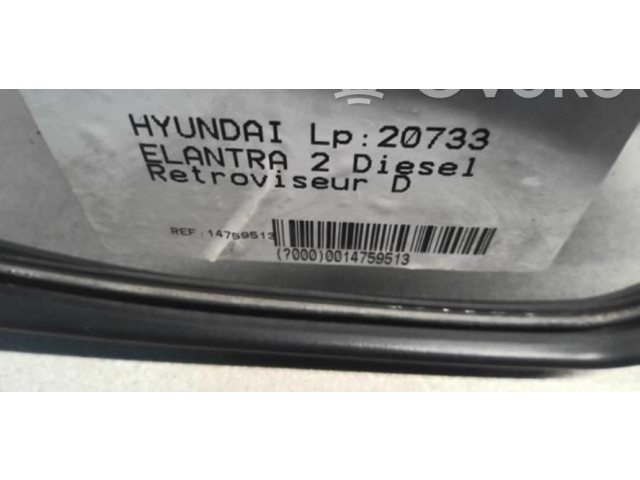 HYUNDAI Lp:20733
ELANTRA 2 Diesel
Retroviseur D
REF:14759513
(?000)0014759513